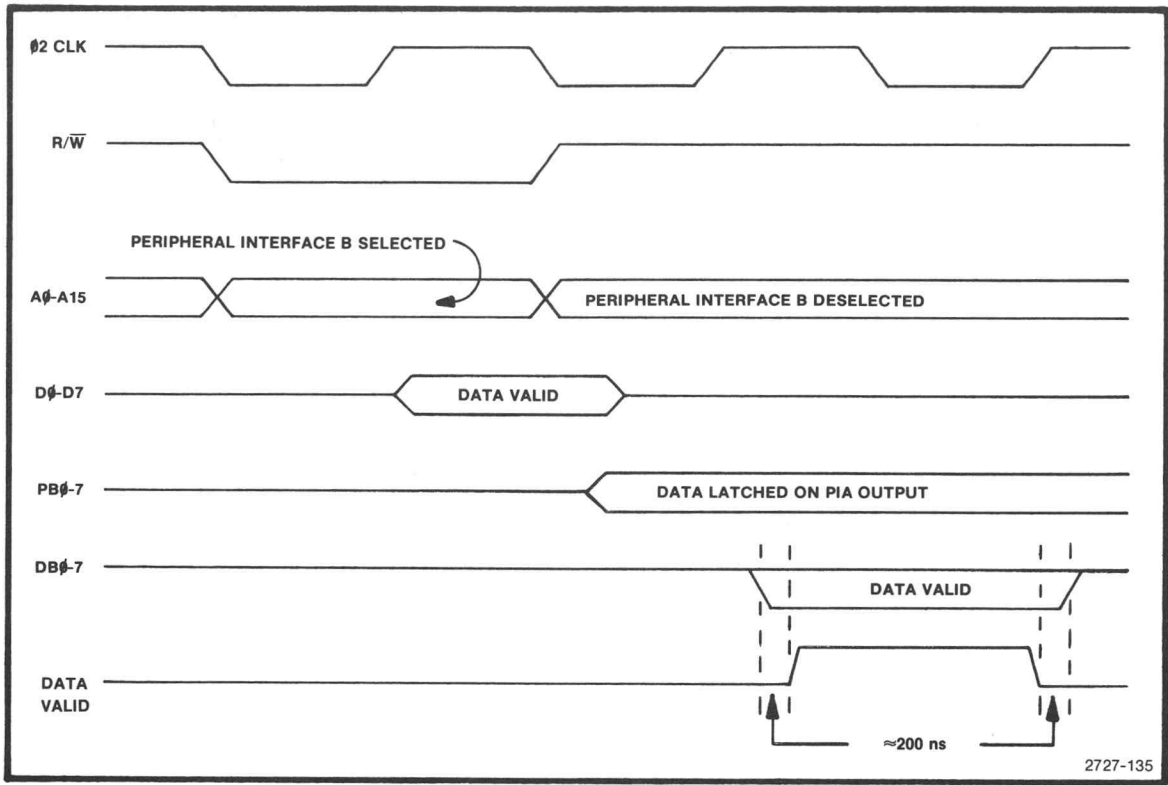 φ2 CLK
R/W̅
PERIPHERAL INTERFACE B SELECTED
Aφ-A15
PERIPHERAL INTERFACE B DESELECTED
Dφ-D7
DATA VALID
PBφ-7
DATA LATCHED ON PIA OUTPUT
DBφ-7
DATA VALID
DATA
VALID
≈200 ns
2727-135